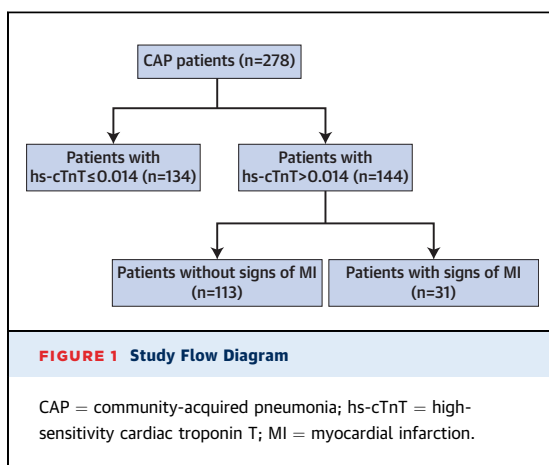 CAP patients (n=278)
Patients with
hs-cTnT≤0.014 (n=134)
Patients with
hs-cTnT>0.014 (n=144)
Patients without signs of MI
(n=113)
Patients with signs of MI
(n=31)
FIGURE 1 Study Flow Diagram
CAP = community-acquired pneumonia; hs-cTnT = high-
sensitivity cardiac troponin T; MI = myocardial infarction.